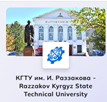 КГТУ им. И. Раззакова -
Razzakov Kyrgyz State
Technical University